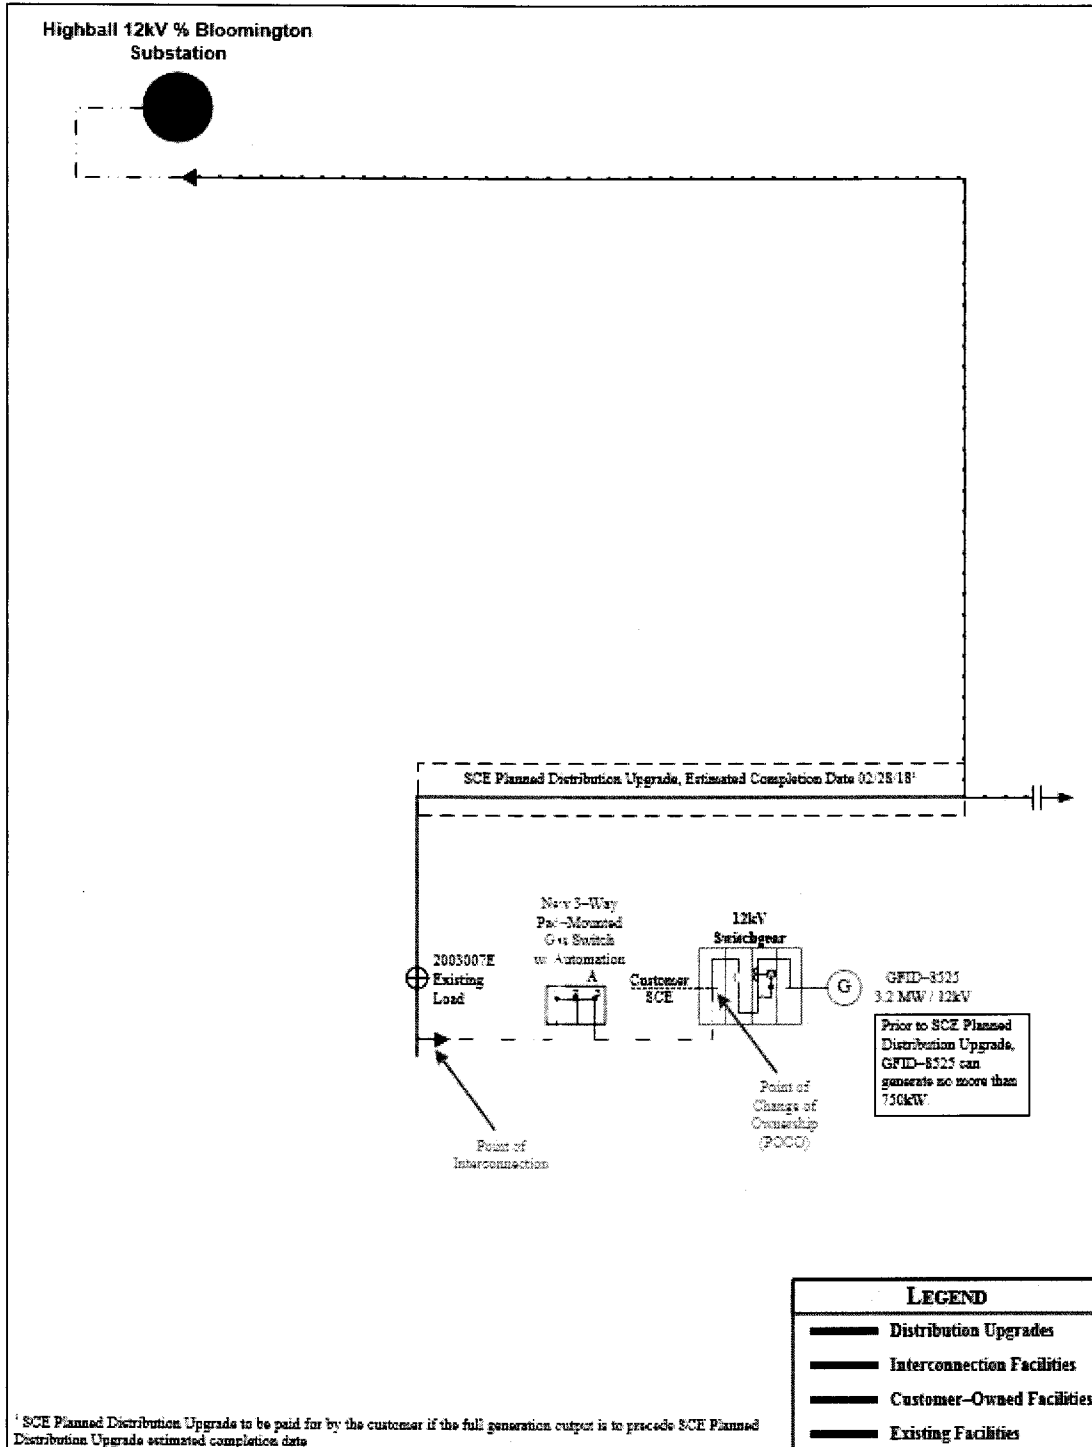 Highball 12kV % Bloomington
Substation
SCE Planned Distribution Upgrade, Estimated Completion Date 02/28/18¹
New 3-Way
Pad-Mounted
Gas Switch
w/ Automation
A
12kV
Switchgear
2003007E
Existing
Load
Customer
SCE
G
GFID-8525
3.2 MW / 12kV
Prior to SCE Planned
Distribution Upgrade,
GFID-8525 can
generate no more than
750kW.
Point of
Change of
Ownership
(POCO)
Point of
Interconnection
LEGEND
Distribution Upgrades
Interconnection Facilities
Customer-Owned Facilities
Existing Facilities
¹ SCE Planned Distribution Upgrade to be paid for by the customer if the full generation output is to precede SCE Planned
Distribution Upgrade estimated completion date